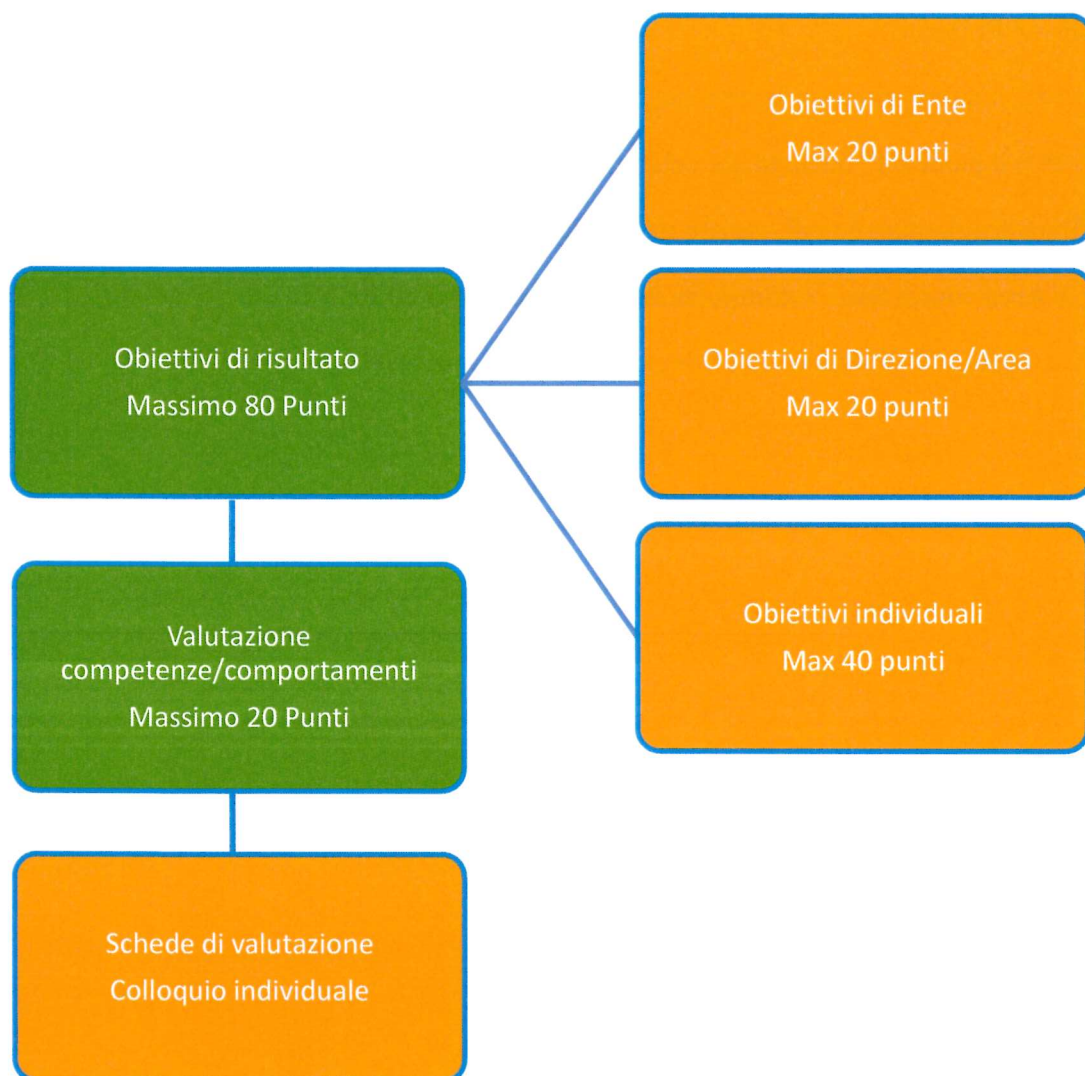 Obiettivi di Ente
Max 20 punti
Obiettivi di risultato
Massimo 80 Punti
Obiettivi di Direzione/Area
Max 20 punti
Valutazione
competenze/comportamenti
Massimo 20 Punti
Obiettivi individuali
Max 40 punti
Schede di valutazione
Colloquio individuale